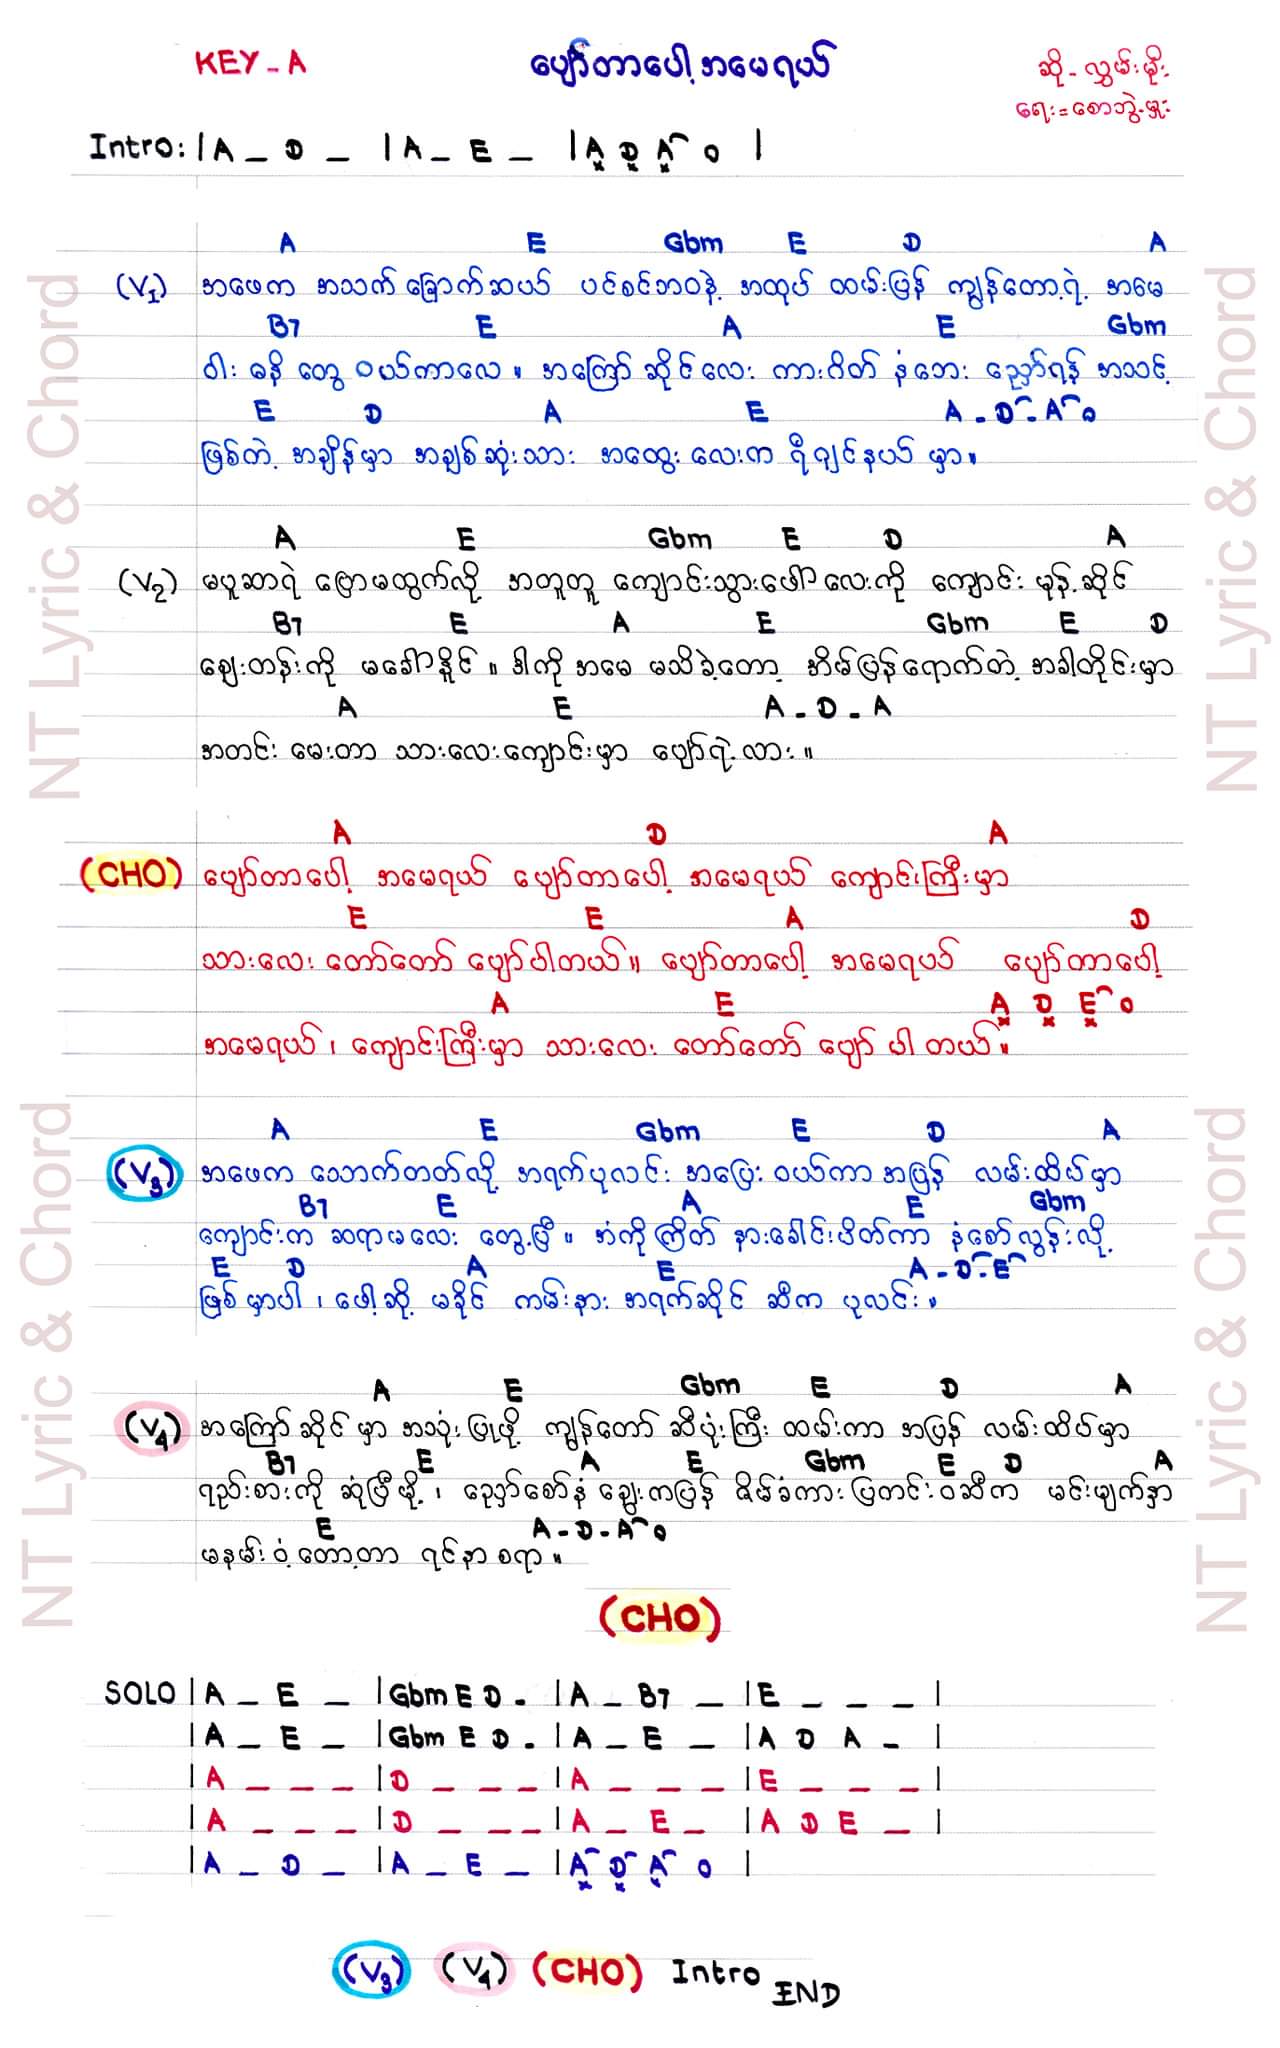 KEY - A
ပျော်တာပေါ့အမေရယ်
ဆို - လွှမ်းမိုး
ရေး = စောဘွဲ့မှူး
Intro: | A _ D _ | A _ E _ | A D A 0 |
A E Gbm E D A
(V1) အဖေက အသက်ခြောက်ဆယ် ပင်စင်ဘဝနဲ့ အထုပ် ထမ်းပြန် ကျွန်တော့်ရဲ့ အမေ
B7 E A E Gbm
ဝါးဓနိ တွေ ဝယ်ကာလေ ။ အကြော် ဆိုင်လေး ကားဂိတ် နံဘေး ညှော်ရန့် အသင့်
E D A E A - D - A 0
ဖြစ်တဲ့ အချိန်မှာ အချစ်ဆုံးသား အထွေးလေးက ရီဂျင်နယ် မှာ။
A E Gbm E D A
(V2) မပူဆာရဲ ဗြောမထွက်လို့ အတူတူ ကျောင်းသွားဖေါ်လေးကို ကျောင်း မုန့်ဆိုင်
B7 E A E Gbm E D
ဈေးတန်းကို မခေါ်နိုင် ။ ဒါကို အမေ မသိခဲ့တော့ အိမ်ပြန်ရောက်တဲ့ အခါတိုင်းမှာ
A E A - D - A
အတင်း မေးတာ သားလေးကျောင်းမှာ ပျော်ရဲ့လား ။
A D A
(CHO) ပျော်တာပေါ့ အမေရယ် ပျော်တာပေါ့ အမေရယ် ကျောင်းကြီးမှာ
E E A D
သားလေး တော်တော် ပျော်ပါတယ်။ ပျော်တာပေါ့ အမေရယ် ပျော်တာပေါ့
A E A D E 0
အမေရယ် ၊ ကျောင်းကြီးမှာ သားလေး တော်တော် ပျော် ပါ တယ်။
A E Gbm E D A
(V3) အဖေက သောက်တတ်လို့ အရက်ပုလင်း အပြေးဝယ်ကာ အပြန် လမ်းထိပ်မှာ
B7 E A E Gbm
ကျောင်းက ဆရာမလေး တွေ့ပြီ ။ အံကိုကြိတ် နှားခေါင်းပိတ်ကာ နံစော်လွန်းလို့
E D A E A - D - E
ဖြစ်မှာပါ ၊ ဖေါ့ဆို့ မခိုင် ကမ်းနား အရက်ဆိုင် ဆီက ပုလင်း ။
A E Gbm E D A
(V4) အကြော်ဆိုင်မှာ အသုံးပြုဖို့ ကျွန်တော် ဆီပုံးကြီး ထမ်းကာ အပြန် လမ်းထိပ်မှာ
B7 E A E Gbm E D A
ရည်းစားကို ဆုံပြီမို့ ၊ ညှော်စော်နံ ချွေးကပြန် ဇိမ်ခံကား ပြတင်းဝဆီက မင်းမျက်နှာ
E A - D - A 0
မနမ်းဝံ့တော့တာ ရင်နာစရာ ။
(CHO)
SOLO | A _ E _ | Gbm E D - | A _ B7 _ | E _ _ _ |
| A _ E _ | Gbm E D - | A _ E _ | A D A - |
| A _ _ _ | D _ _ _ | A _ _ _ | E _ _ _ |
| A _ _ _ | D _ _ _ | A _ E _ | A D E _ |
| A _ D _ | A _ E _ | A D A 0 |
(V3) (V4) (CHO) Intro END
NT Lyric & Chord
NT Lyric & Chord
NT Lyric & Chord
NT Lyric & Chord